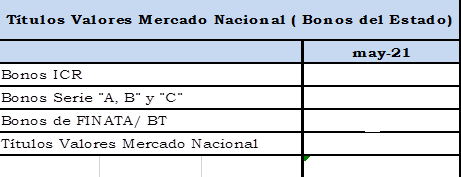 Títulos Valores Mercado Nacional ( Bonos del Estado)
may-21
Bonos ICR
Bonos Serie "A, B" y "C"
Bonos de FINATA/ BT
Títulos Valores Mercado Nacional